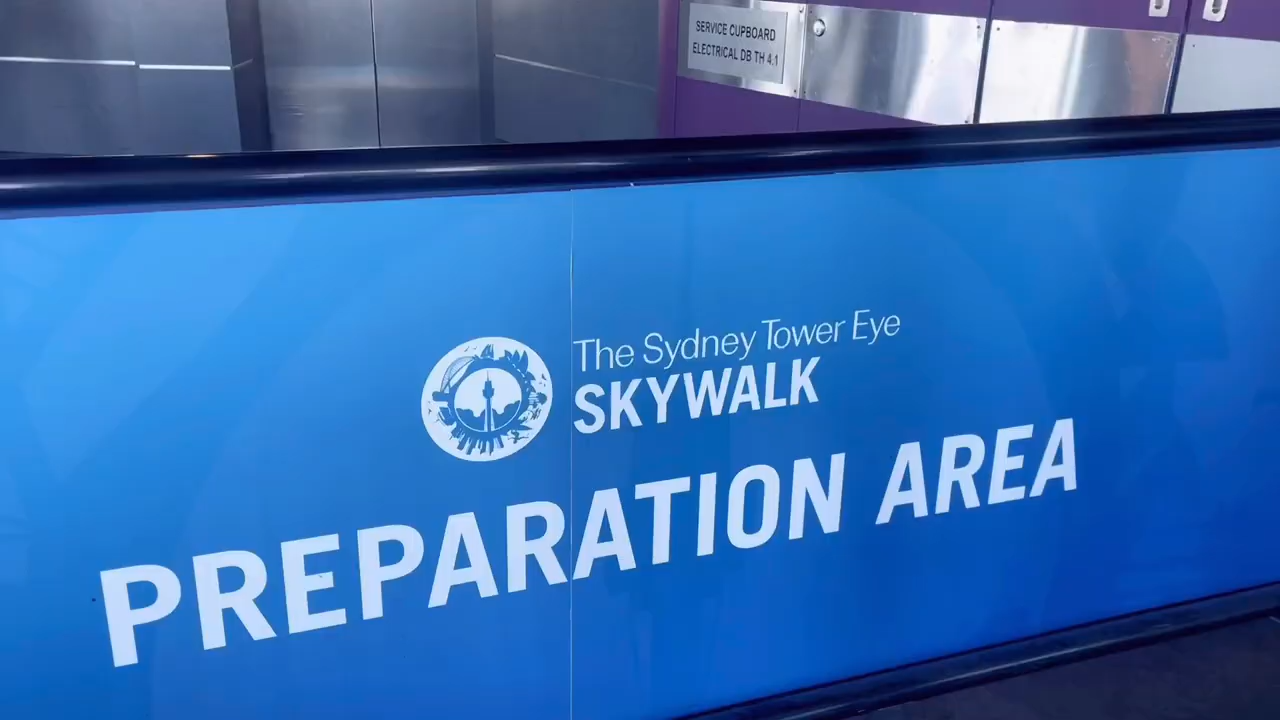 SERVICE CUPBOARD
ELECTRICAL DB TH 4.1
The Sydney Tower Eye
SKYWALK
PREPARATION AREA